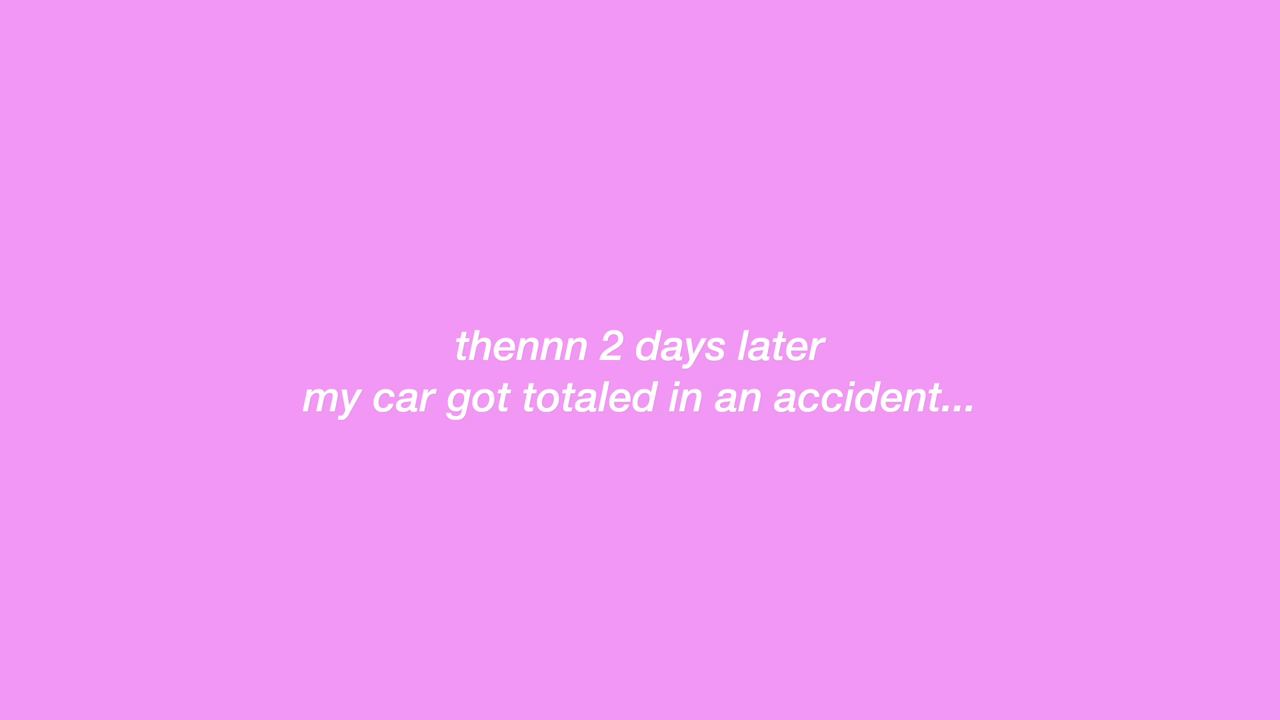 thennn 2 days later
my car got totaled in an accident...